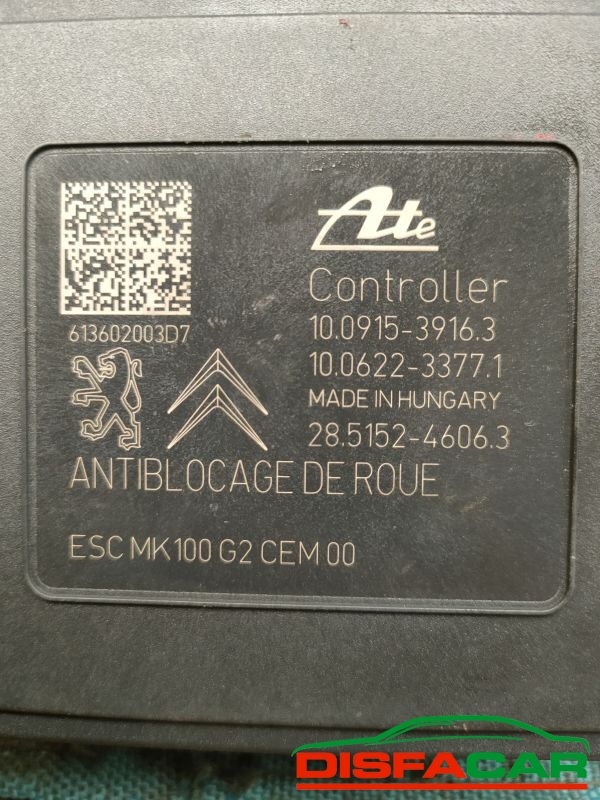 Ate
Controller
10.0915-3916.3
613602003D7
10.0622-3377.1
MADE IN HUNGARY
28.5152-4606.3
ANTIBLOCAGE DE ROUE
ESC MK100 G2 CEM 00
DISFACAR